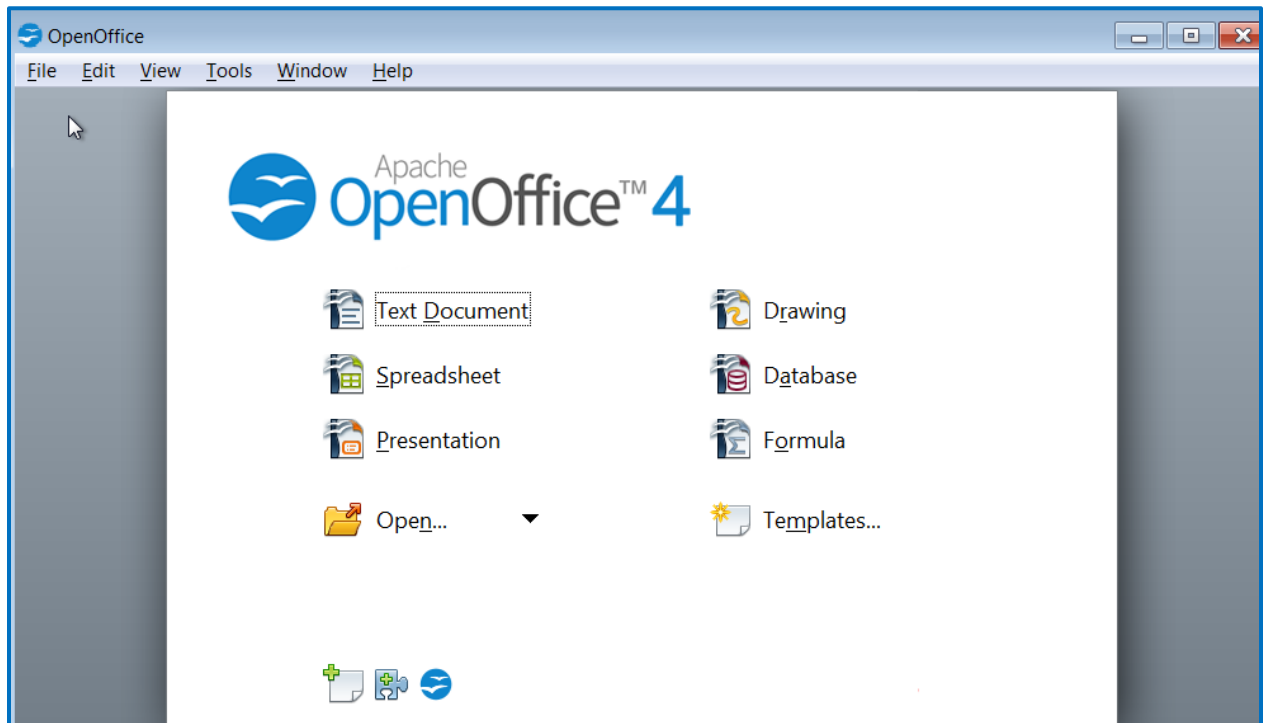 OpenOffice
File Edit View Tools Window Help
Apache
OpenOffice™ 4
Text Document
Drawing
Spreadsheet
Database
Presentation
Formula
Open...
Templates...